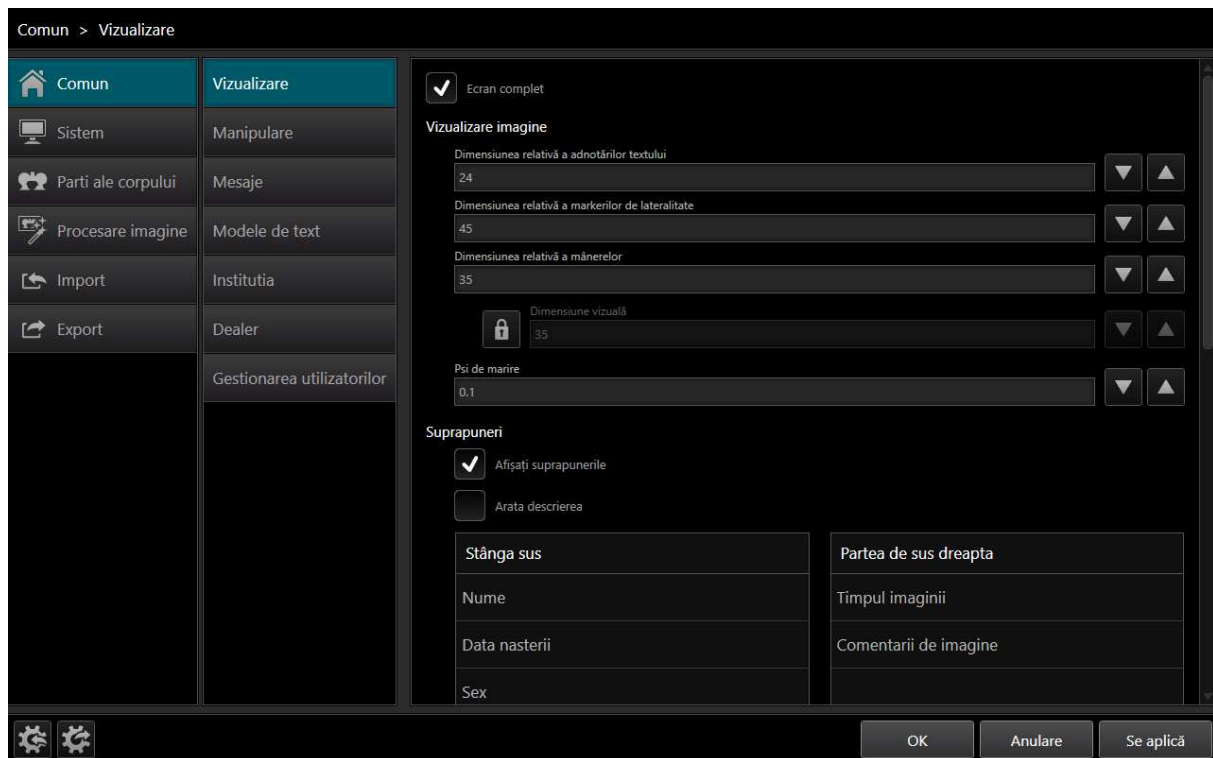 Comun > Vizualizare
Comun
Sistem
Parti ale corpului
Procesare imagine
Import
Export
Vizualizare
Manipulare
Mesaje
Modele de text
Institutia
Dealer
Gestionarea utilizatorilor
Ecran complet
Vizualizare imagine
Dimensiunea relativă a adnotărilor textului
24
Dimensiunea relativă a markerilor de lateralitate
45
Dimensiunea relativă a mânerelor
35
Dimensiune vizuală
35
Psi de marire
0.1
Suprapuneri
Afișați suprapunerile
Arata descrierea
Stânga sus
Nume
Data nasterii
Sex
Partea de sus dreapta
Timpul imaginii
Comentarii de imagine
OK
Anulare
Se aplică